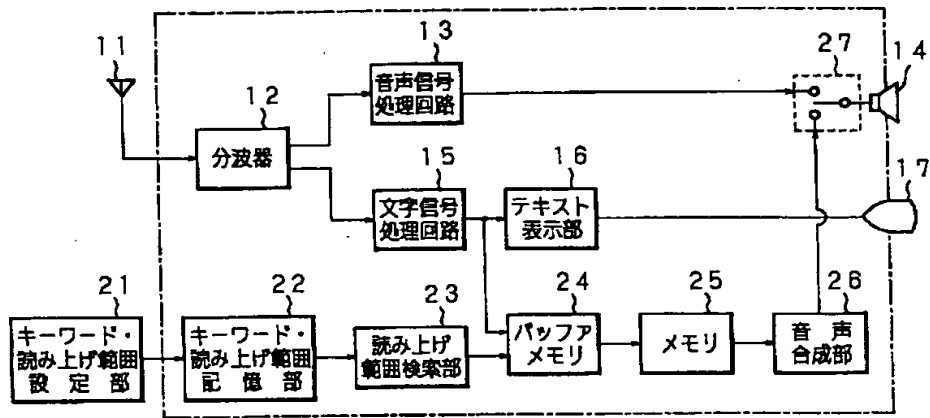 11
12
分波器
13
音声信号
処理回路
27
14
15
文字信号
処理回路
16
テキスト
表示部
17
21
キーワード・
読み上げ範囲
設定部
22
キーワード・
読み上げ範囲
記憶部
23
読み上げ
範囲検索部
24
バッファ
メモリ
25
メモリ
26
音声
合成部